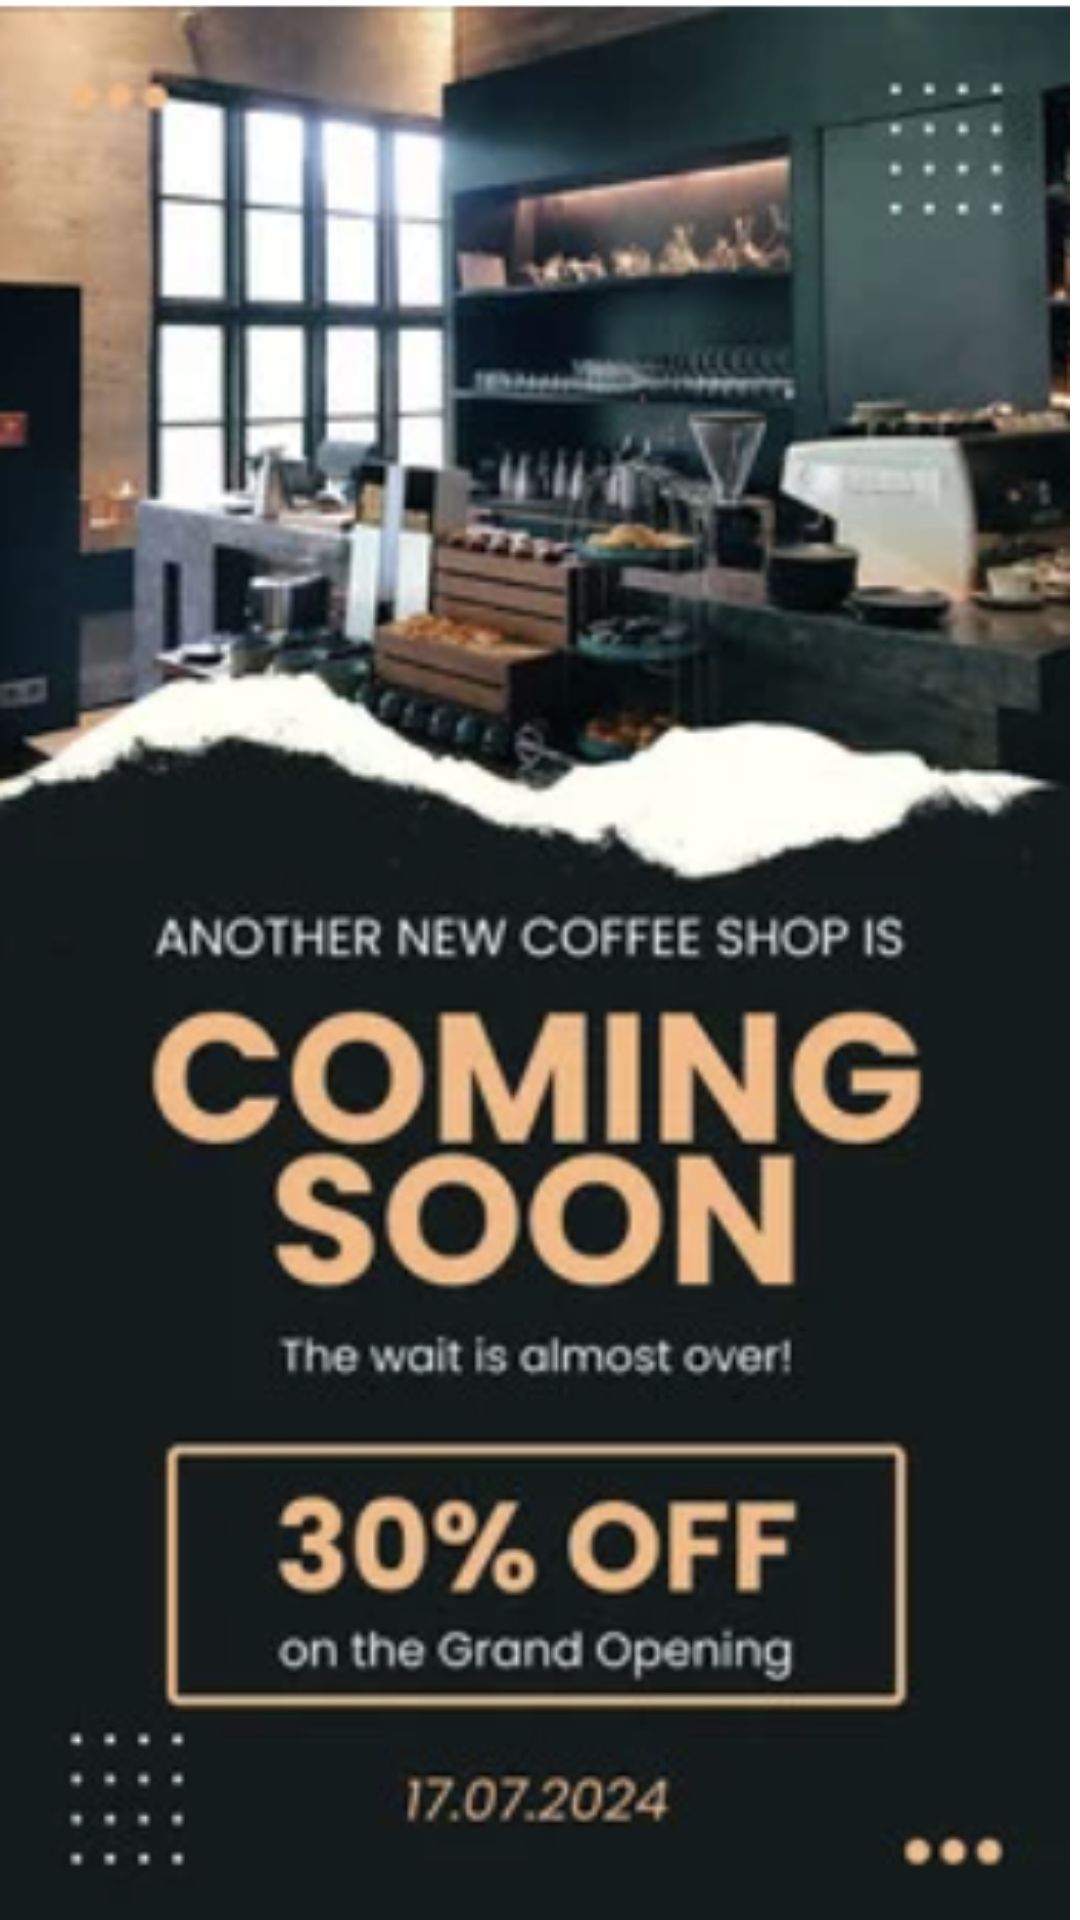 ANOTHER NEW COFFEE SHOP IS
COMING
SOON
The wait is almost over!
30% OFF
on the Grand Opening
17.07.2024